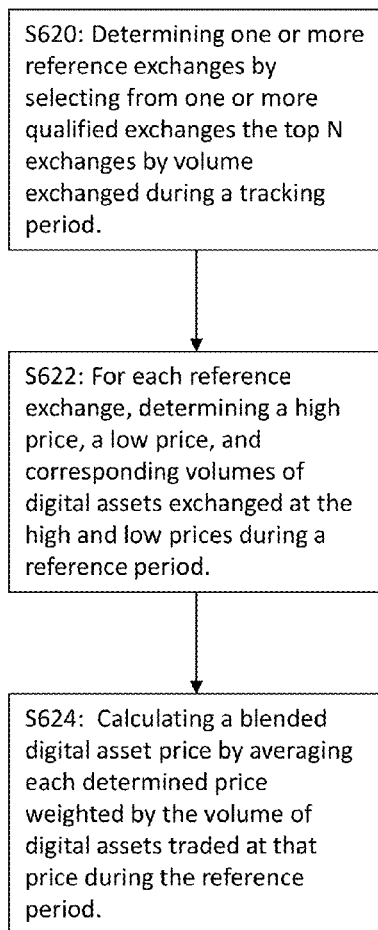 S620: Determining one or more
reference exchanges by
selecting from one or more
qualified exchanges the top N
exchanges by volume
exchanged during a tracking
period.
S622: For each reference
exchange, determining a high
price, a low price, and
corresponding volumes of
digital assets exchanged at the
high and low prices during a
reference period.
S624:  Calculating a blended
digital asset price by averaging
each determined price
weighted by the volume of
digital assets traded at that
price during the reference
period.